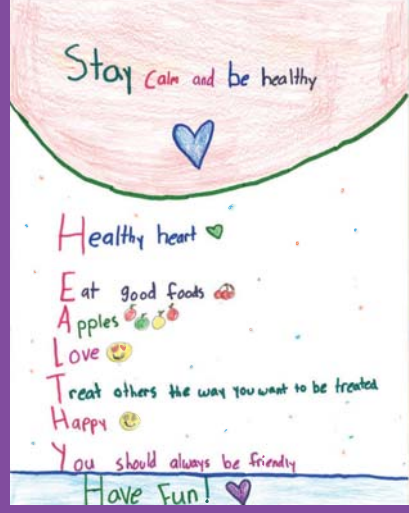 Stay calm and be healthy
Healthy heart
Eat good foods
Apples
Love
Treat others the way you want to be treated
Happy
You should always be friendly
Have Fun!